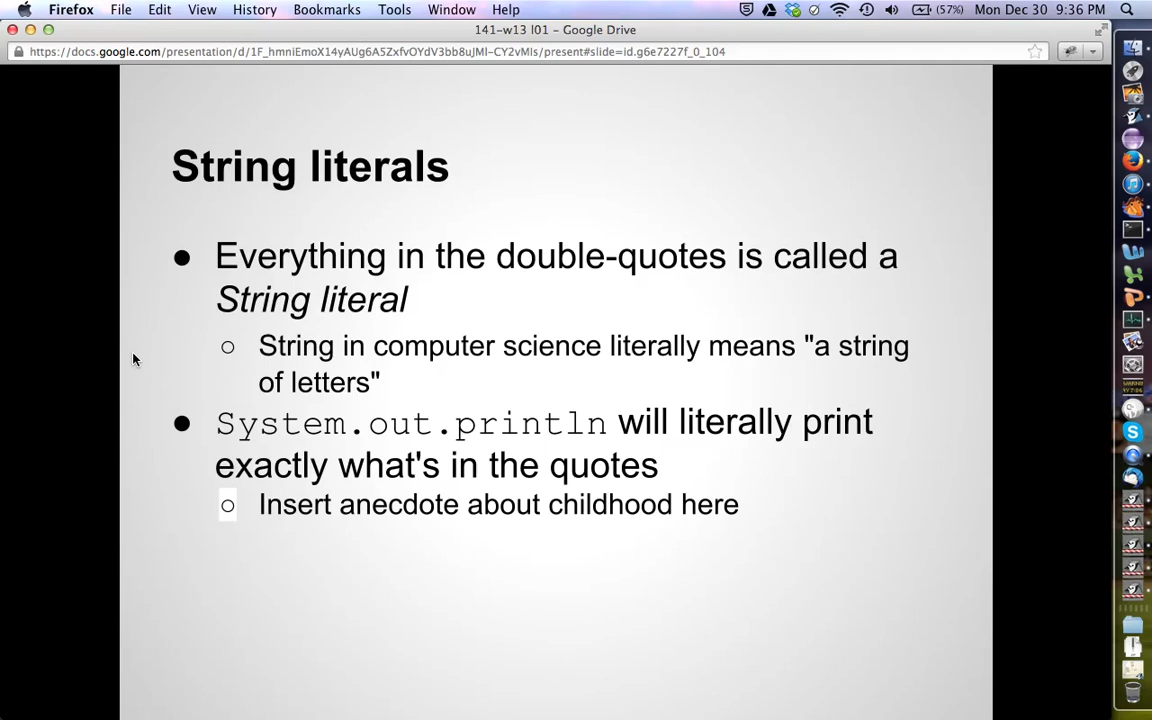 Firefox File Edit View History Bookmarks Tools Window Help (57%) Mon Dec 30 9:36 PM
141-w13 l01 – Google Drive
https://docs.google.com/presentation/d/1F_hmniEmoX14yAUg6A5ZxfvOYdV3bb8uJMl-CY2vMls/present#slide=id.g6e7227f_0_104
String literals
● Everything in the double-quotes is called a
String literal
○ String in computer science literally means "a string
of letters"
● System.out.println will literally print
exactly what's in the quotes
○ Insert anecdote about childhood here